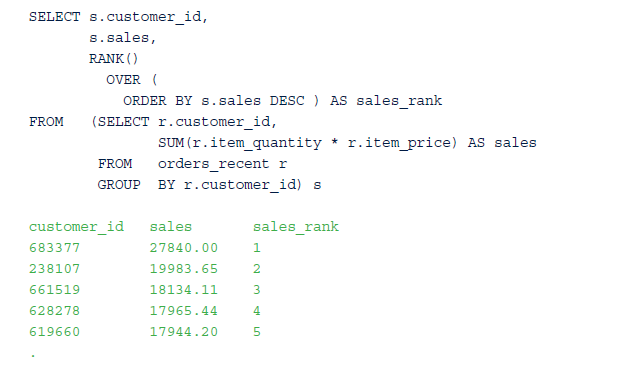 SELECT s.customer_id,
       s.sales,
       RANK()
         OVER (
           ORDER BY s.sales DESC ) AS sales_rank
FROM   (SELECT r.customer_id,
               SUM(r.item_quantity * r.item_price) AS sales
        FROM   orders_recent r
        GROUP  BY r.customer_id) s
customer_id   sales       sales_rank
683377        27840.00    1
238107        19983.65    2
661519        18134.11    3
628278        17965.44    4
619660        17944.20    5
.